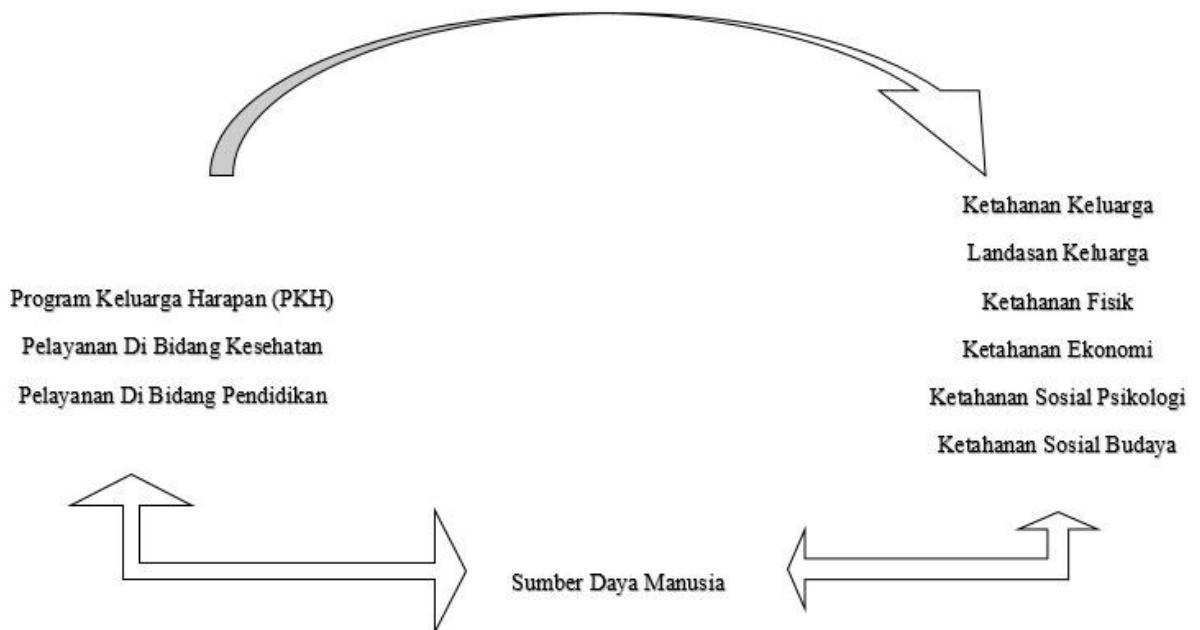 Program Keluarga Harapan (PKH)
Pelayanan Di Bidang Kesehatan
Pelayanan Di Bidang Pendidikan
Ketahanan Keluarga
Landasan Keluarga
Ketahanan Fisik
Ketahanan Ekonomi
Ketahanan Sosial Psikologi
Ketahanan Sosial Budaya
Sumber Daya Manusia